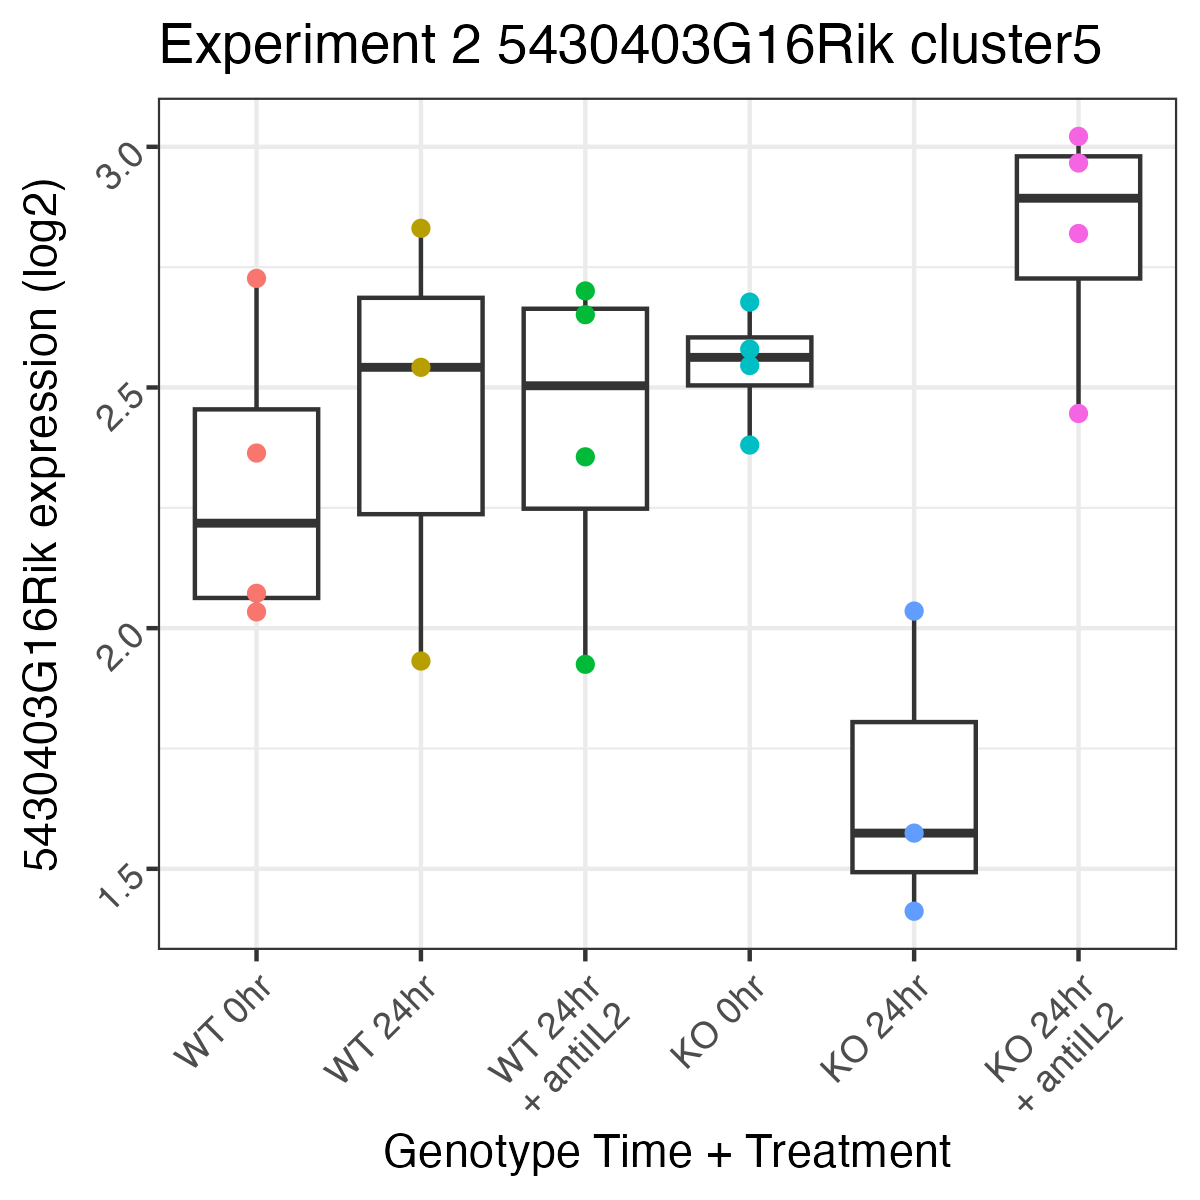 Experiment 2 5430403G16Rik cluster5
5430403G16Rik expression (log2)
3.0
2.5
2.0
1.5
WT 0hr
WT 24hr
WT 24hr
+ antiIL2
KO 0hr
KO 24hr
KO 24hr
+ antiIL2
Genotype Time + Treatment